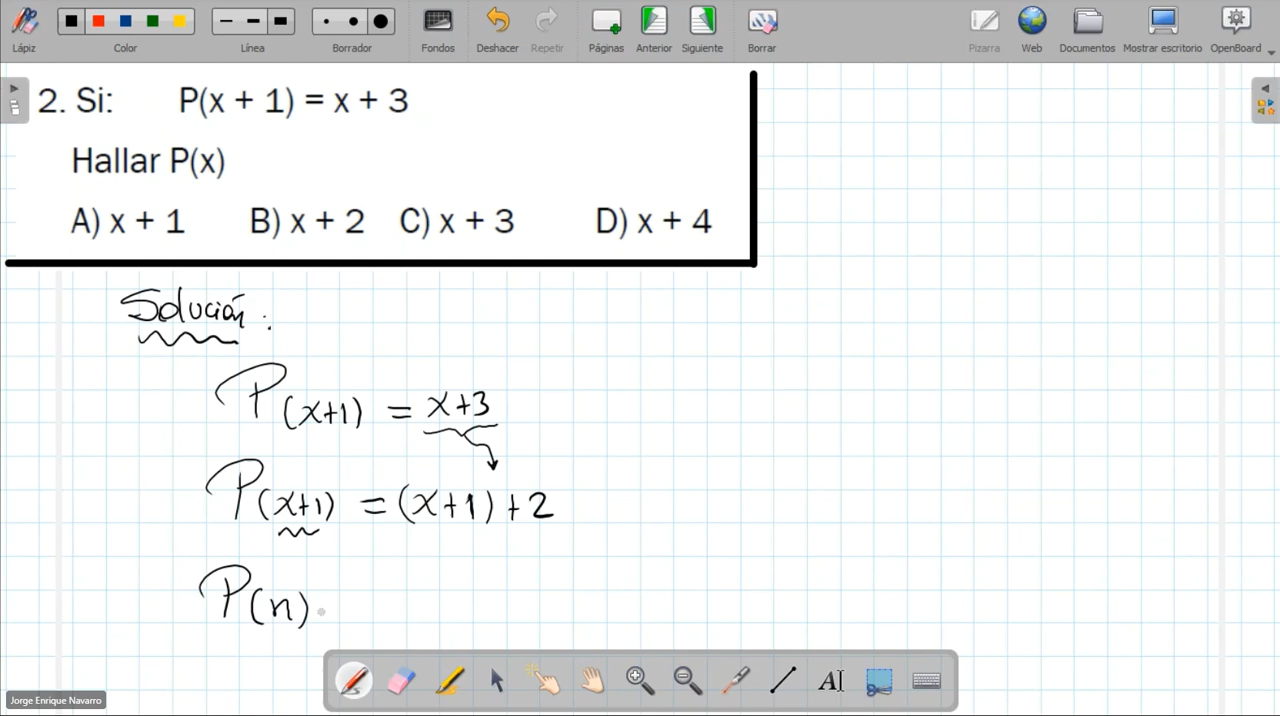 Lápiz Color Línea Borrador Fondos Deshacer Repetir Páginas Anterior Siguiente Borrar Pizarra Web Documentos Mostrar escritorio OpenBoard
2. Si: P(x + 1) = x + 3
Hallar P(x)
A) x + 1 B) x + 2 C) x + 3 D) x + 4
Solución:
P(x+1) = x+3
P(x+1) = (x+1)+2
P(n)
AI
Jorge Enrique Navarro